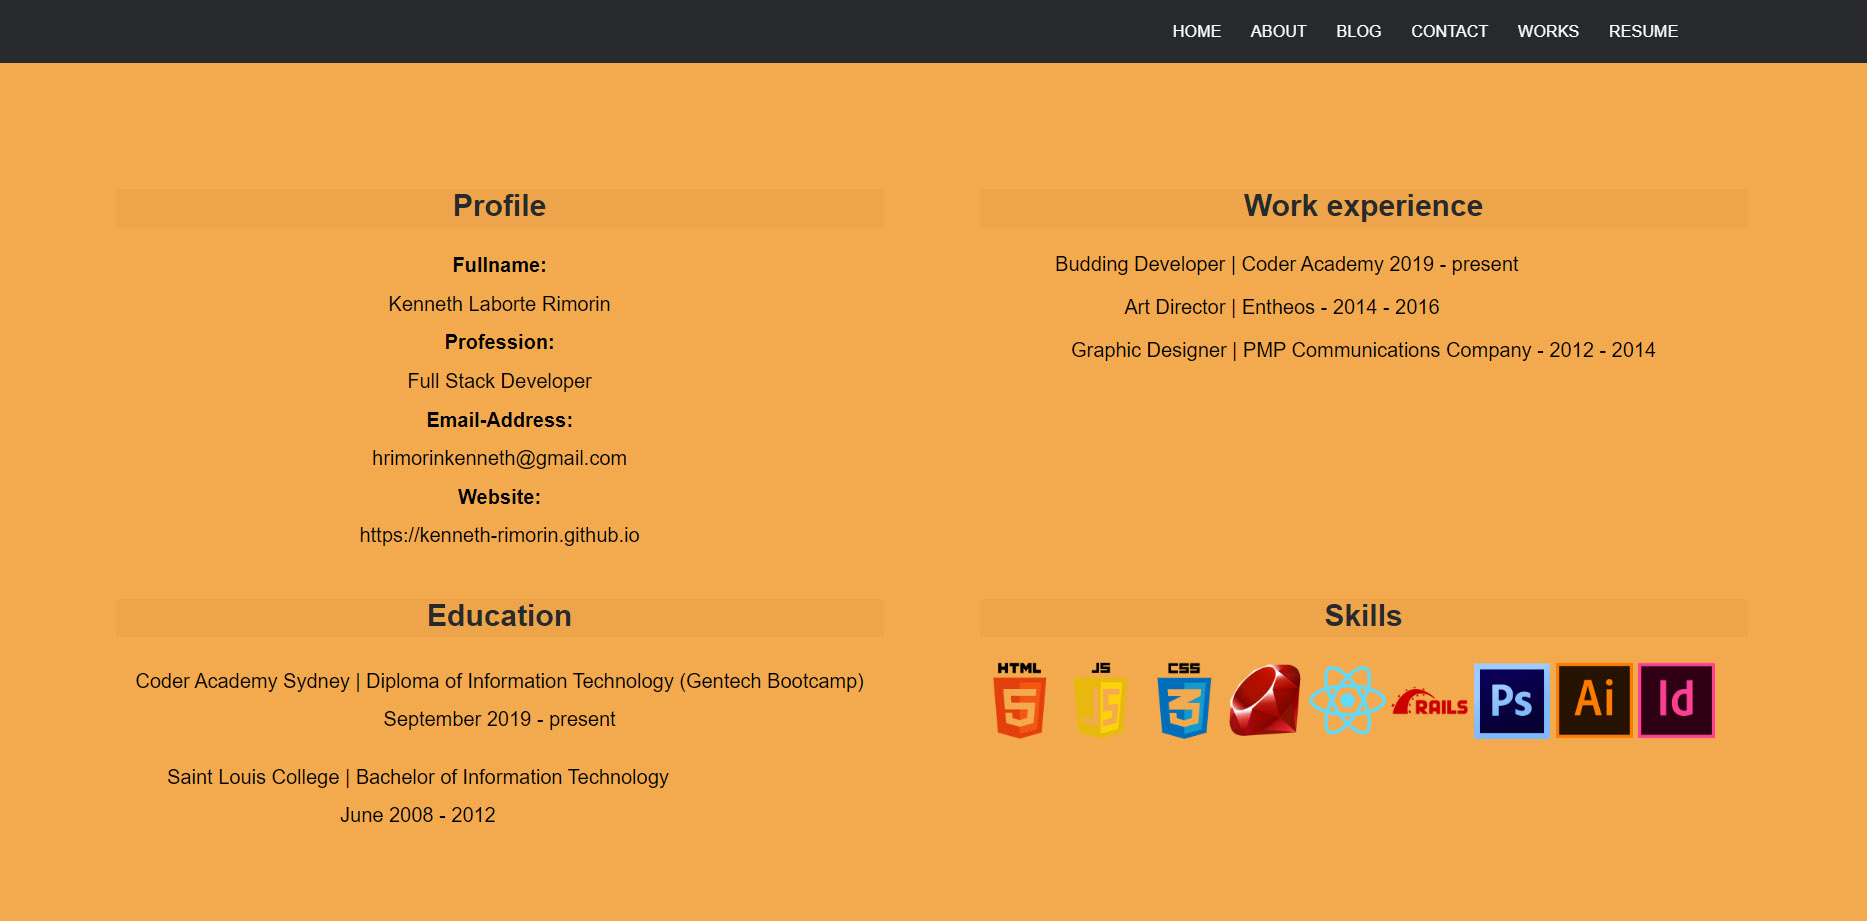 HOME ABOUT BLOG CONTACT WORKS RESUME
Profile
Fullname:
Kenneth Laborte Rimorin
Profession:
Full Stack Developer
Email-Address:
hrimorinkenneth@gmail.com
Website:
https://kenneth-rimorin.github.io
Work experience
Budding Developer | Coder Academy 2019 - present
Art Director | Entheos - 2014 - 2016
Graphic Designer | PMP Communications Company - 2012 - 2014
Education
Coder Academy Sydney | Diploma of Information Technology (Gentech Bootcamp)
September 2019 - present
Saint Louis College | Bachelor of Information Technology
June 2008 - 2012
Skills
HTML JS CSS
5 JS 3 RAILS Ps Ai Id